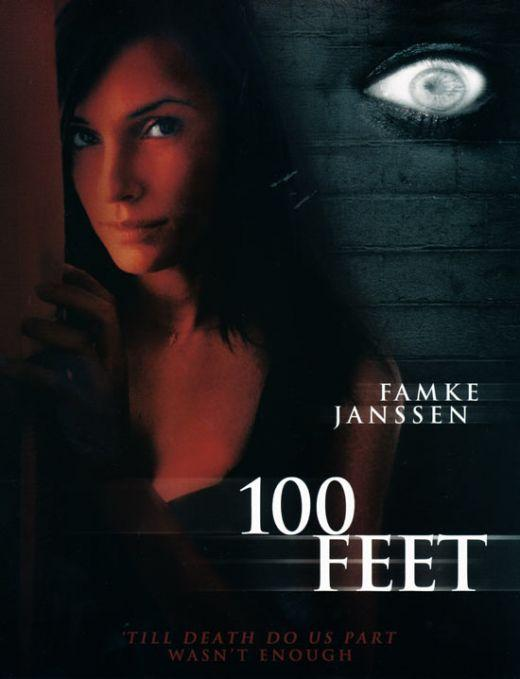 FAMKE
JANSSEN
100
FEET
'TILL DEATH DO US PART
WASN'T ENOUGH